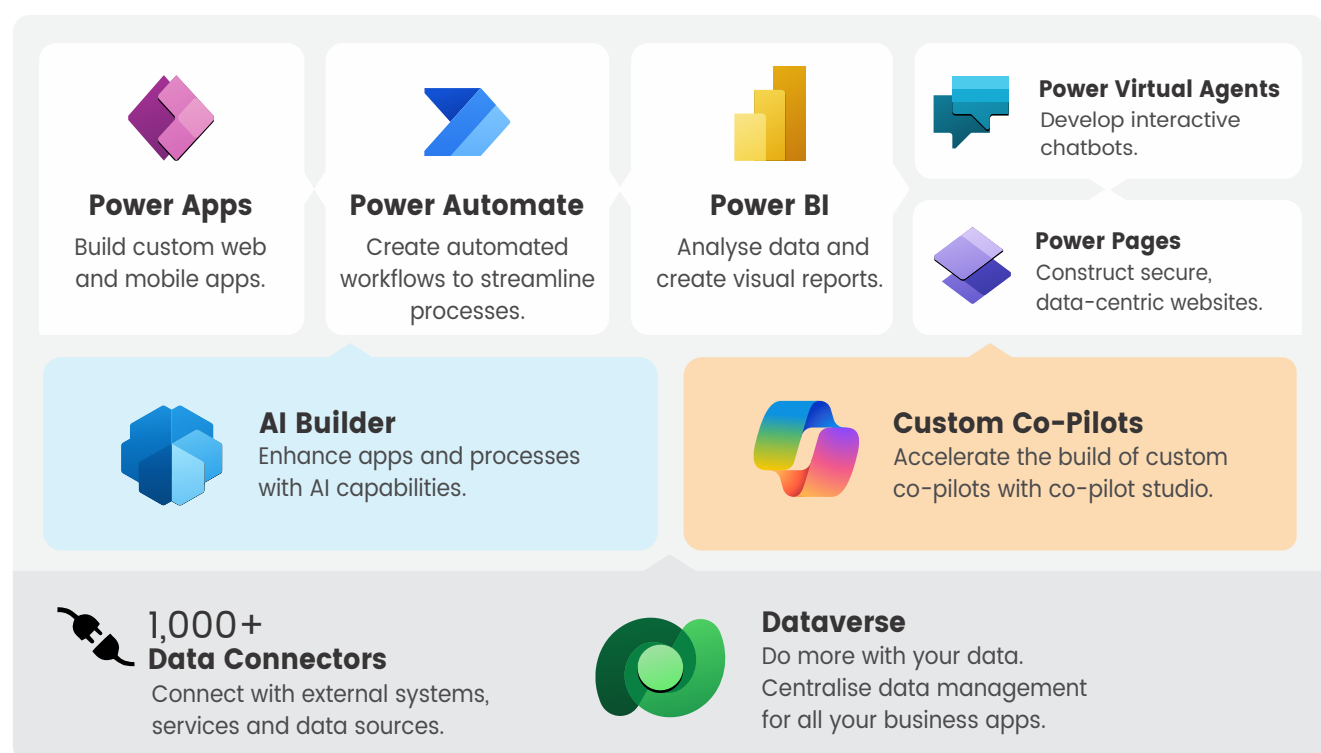 Power Apps
Build custom web
and mobile apps.
Power Automate
Create automated
workflows to streamline
processes.
Power BI
Analyse data and
create visual reports.
Power Virtual Agents
Develop interactive
chatbots.
Power Pages
Construct secure,
data-centric websites.
AI Builder
Enhance apps and processes
with AI capabilities.
Custom Co-Pilots
Accelerate the build of custom
co-pilots with co-pilot studio.
1,000+
Data Connectors
Connect with external systems,
services and data sources.
Dataverse
Do more with your data.
Centralise data management
for all your business apps.